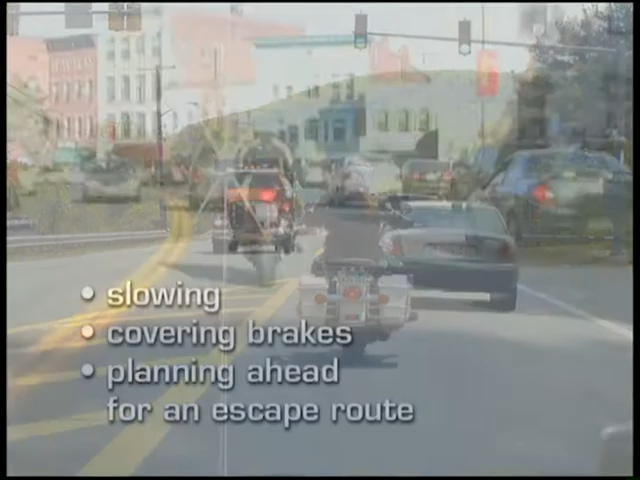 • slowing
• covering brakes
• planning ahead
for an escape route